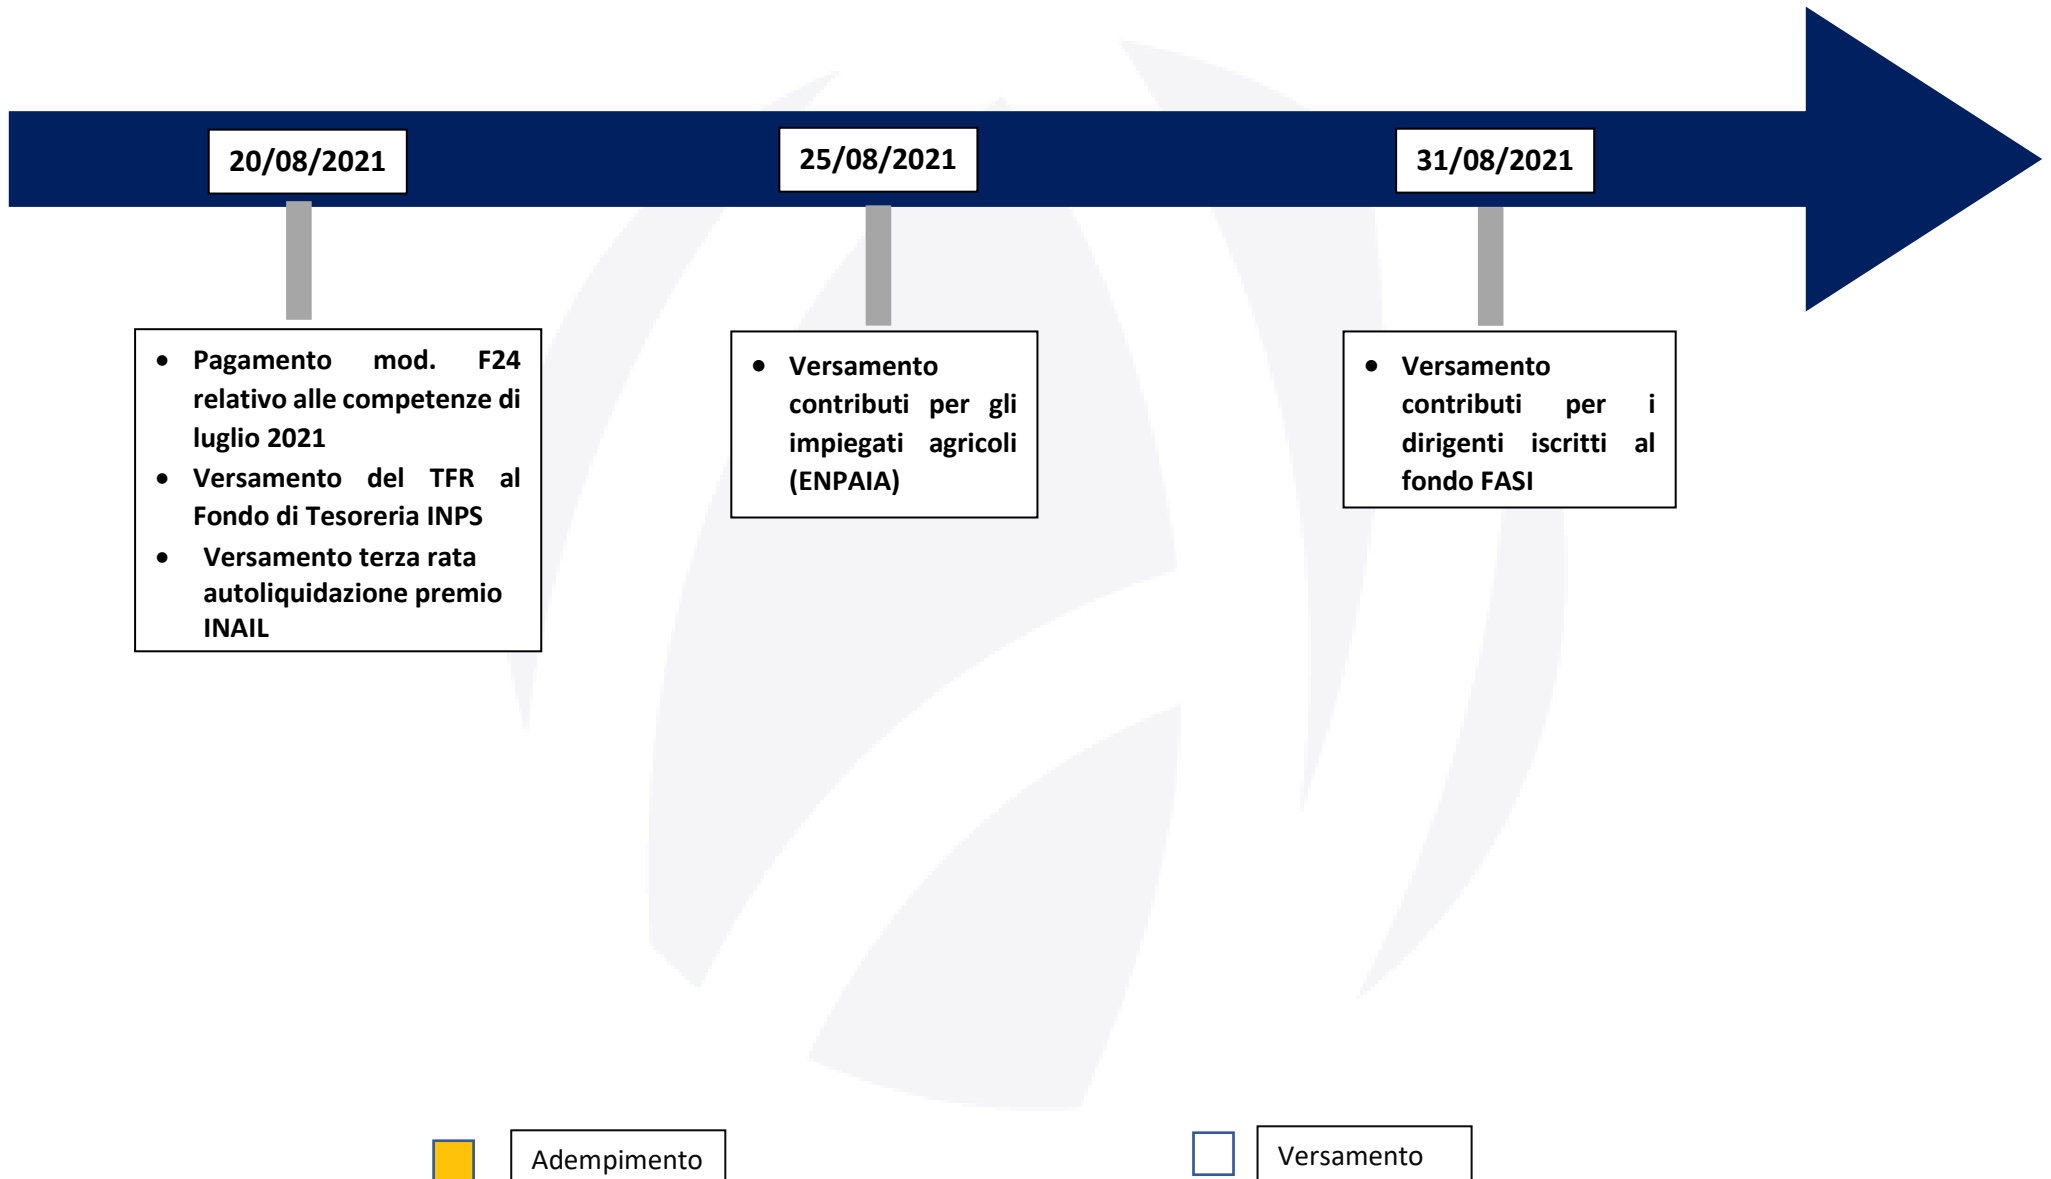 20/08/2021
25/08/2021
31/08/2021
• Pagamento mod. F24
relativo alle competenze di
luglio 2021
• Versamento del TFR al
Fondo di Tesoreria INPS
• Versamento terza rata
autoliquidazione premio
INAIL
• Versamento
contributi per gli
impiegati agricoli
(ENPAIA)
• Versamento
contributi per i
dirigenti iscritti al
fondo FASI
Adempimento
Versamento